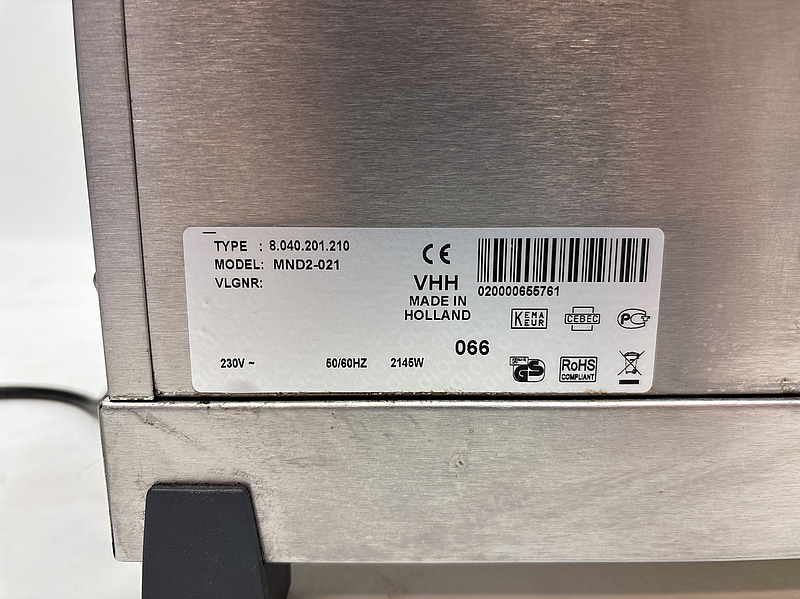 TYPE : 8.040.201.210
MODEL: MND2-021
VLGNR:
CE
VHH
MADE IN
HOLLAND
020000655761
KEMA
KEUR
CEBEC
PCT
066
230V ~ 50/60HZ 2145W
GS
RoHS
COMPLIANT